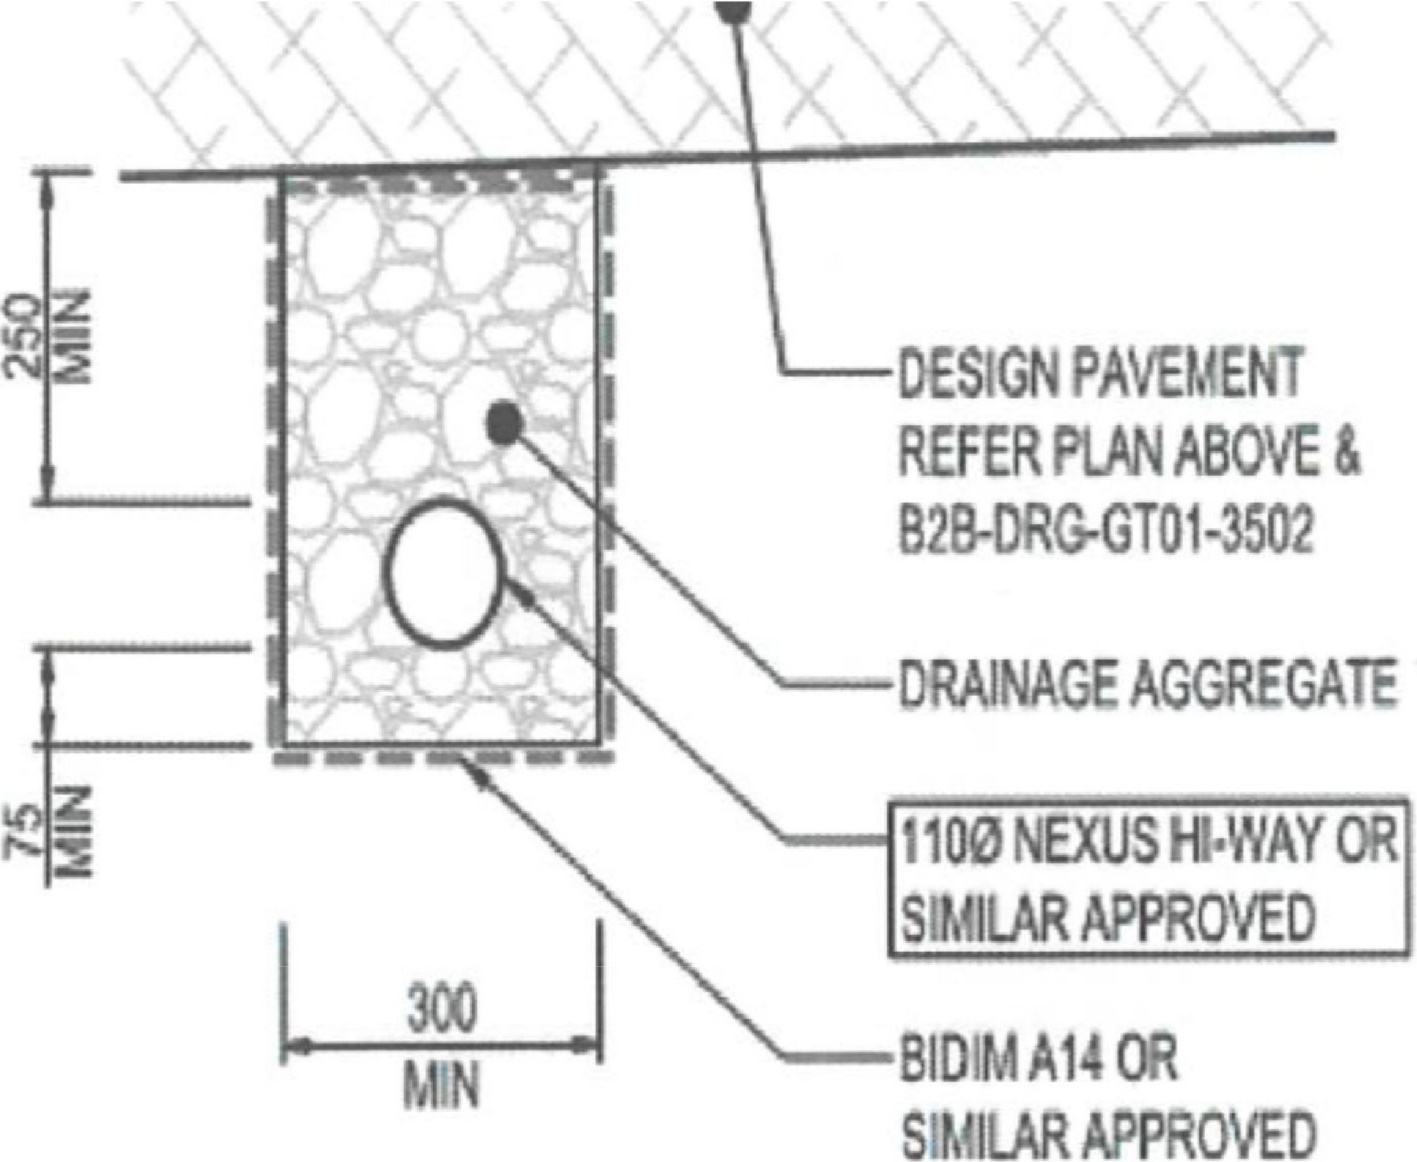 250
MIN
75
MIN
300
MIN
DESIGN PAVEMENT
REFER PLAN ABOVE &
B2B-DRG-GT01-3502
DRAINAGE AGGREGATE
110Ø NEXUS HI-WAY OR
SIMILAR APPROVED
BIDIM A14 OR
SIMILAR APPROVED